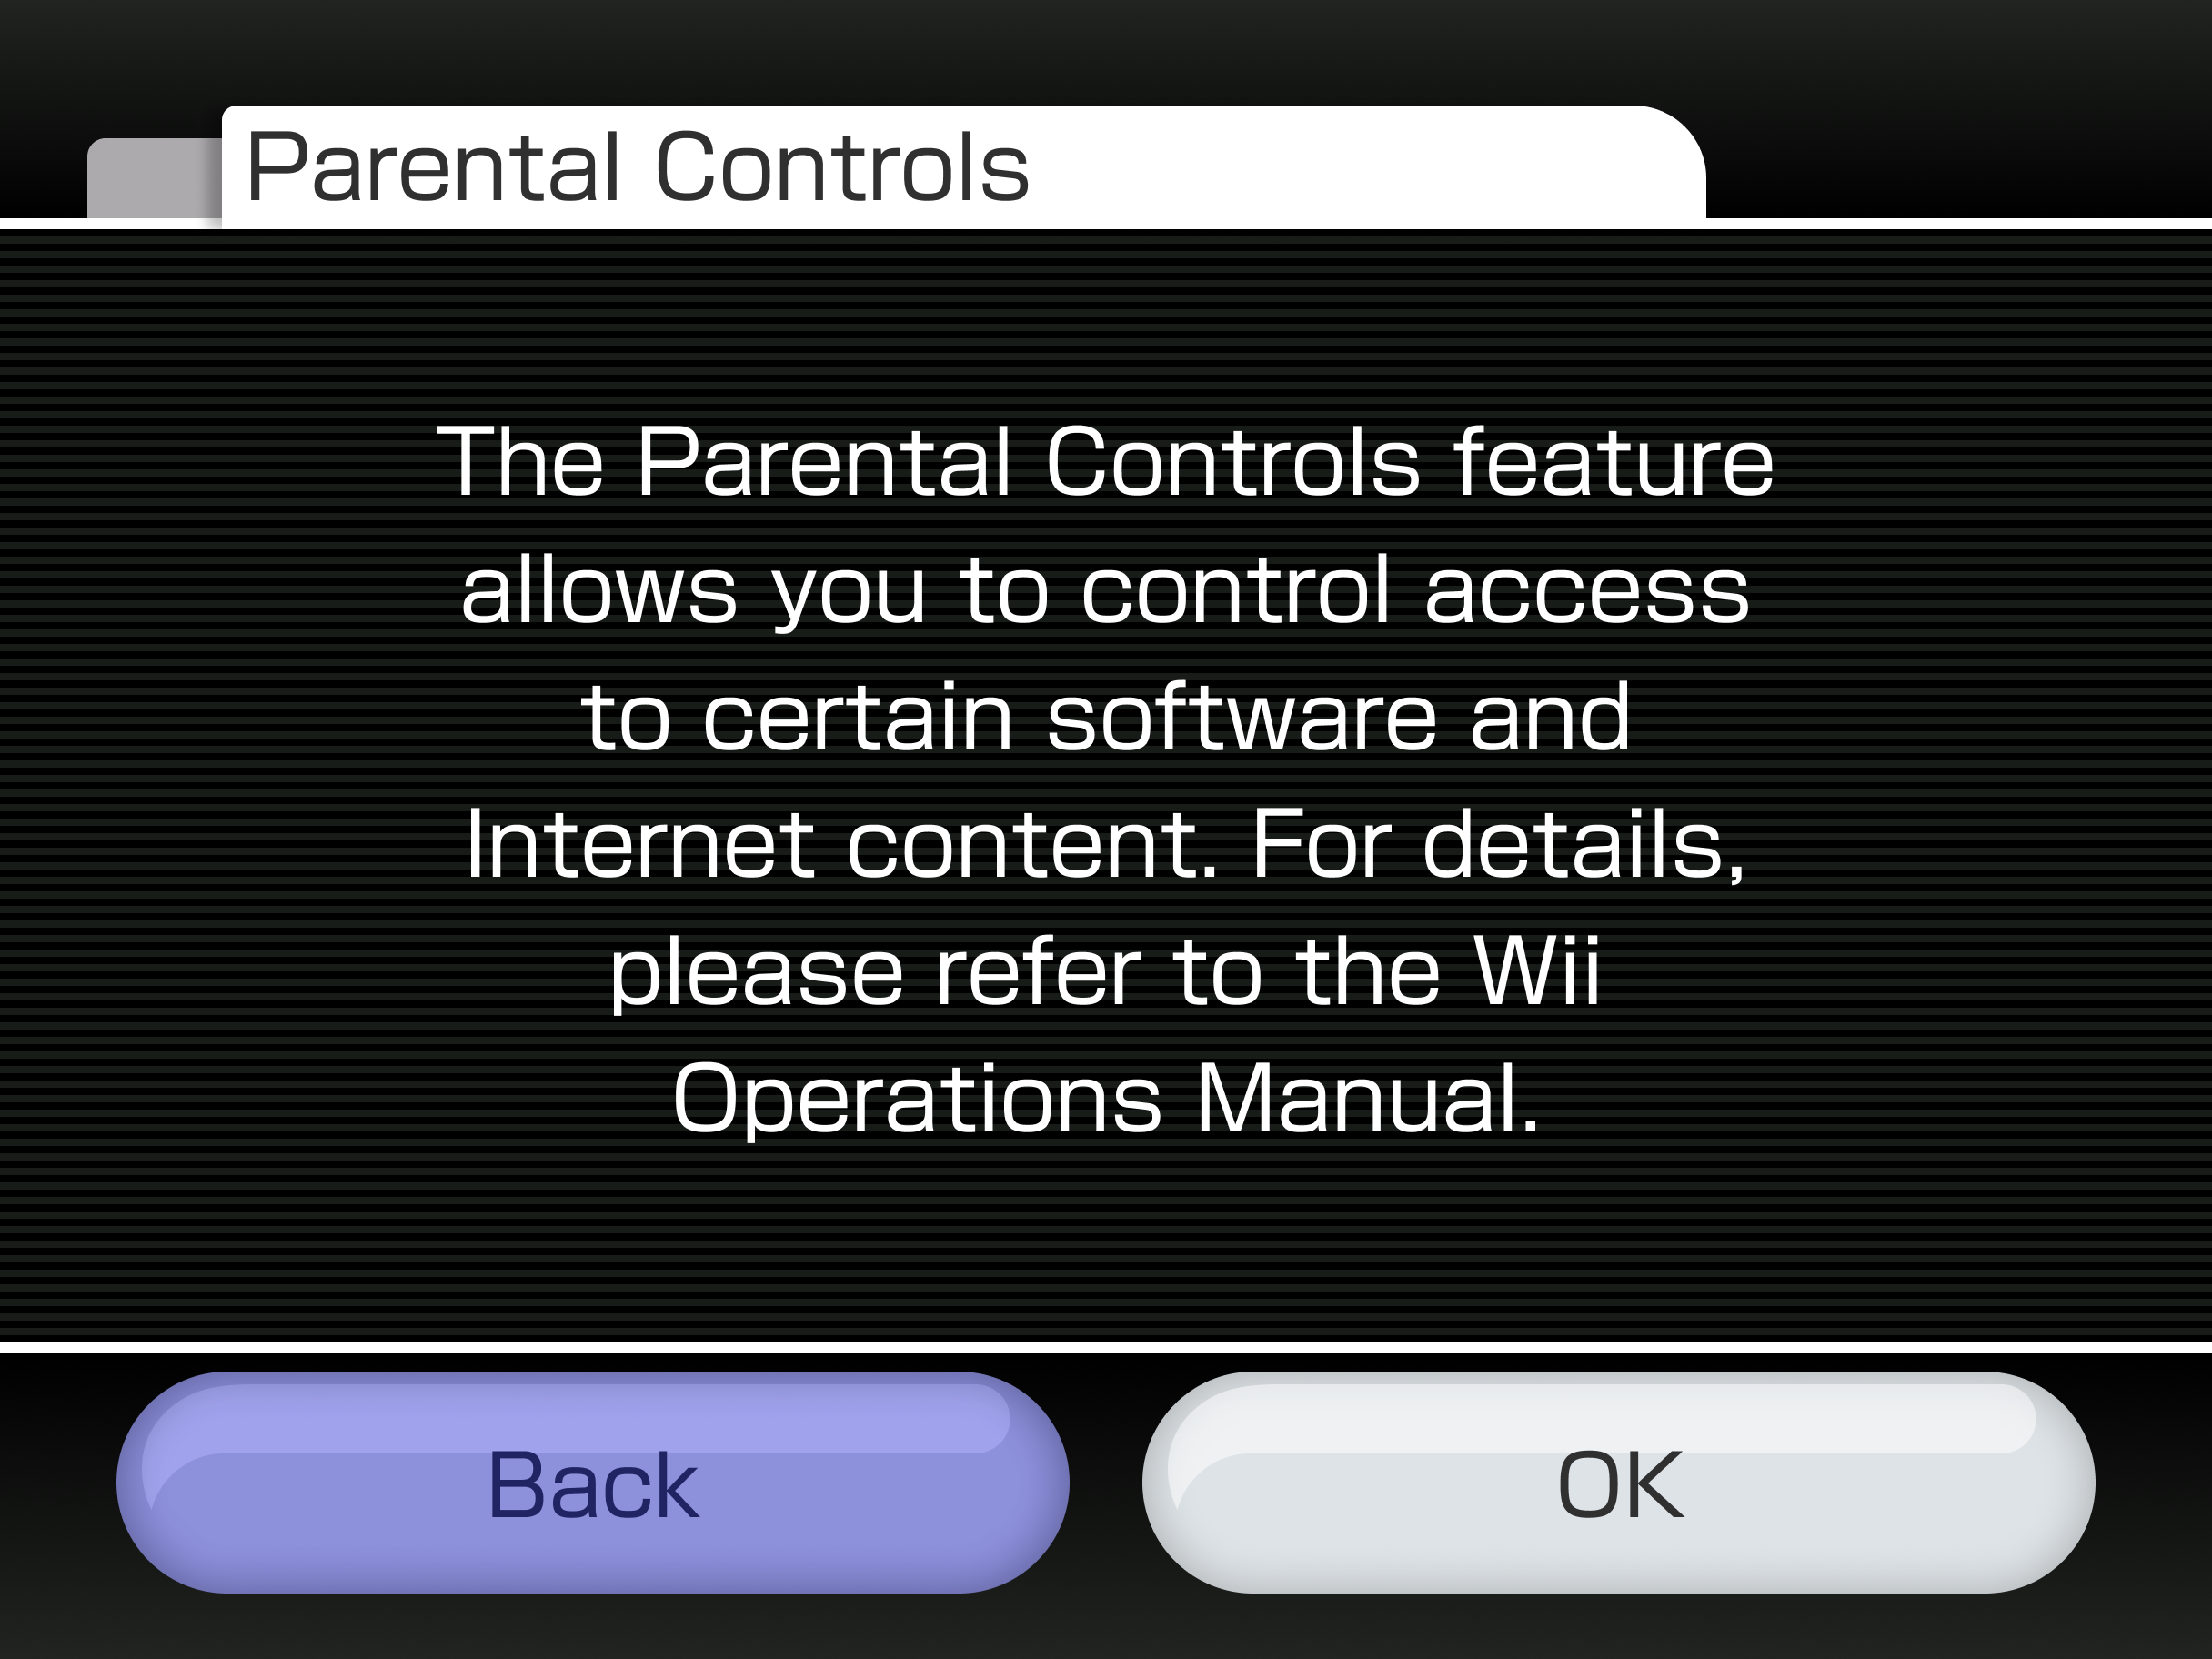 Parental Controls
The Parental Controls feature
allows you to control access
to certain software and
Internet content. For details,
please refer to the Wii
Operations Manual.
Back
OK